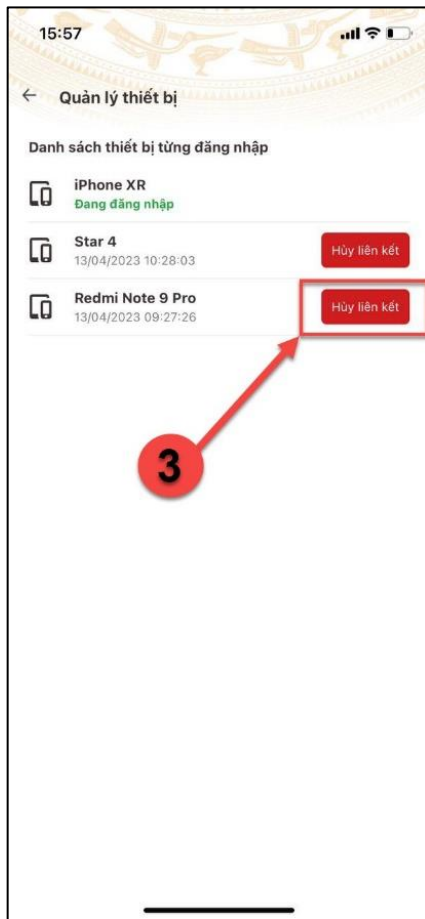 15:57
Quản lý thiết bị
Danh sách thiết bị từng đăng nhập
iPhone XR
Đang đăng nhập
Star 4
13/04/2023 10:28:03
Hủy liên kết
Redmi Note 9 Pro
13/04/2023 09:27:26
Hủy liên kết
3